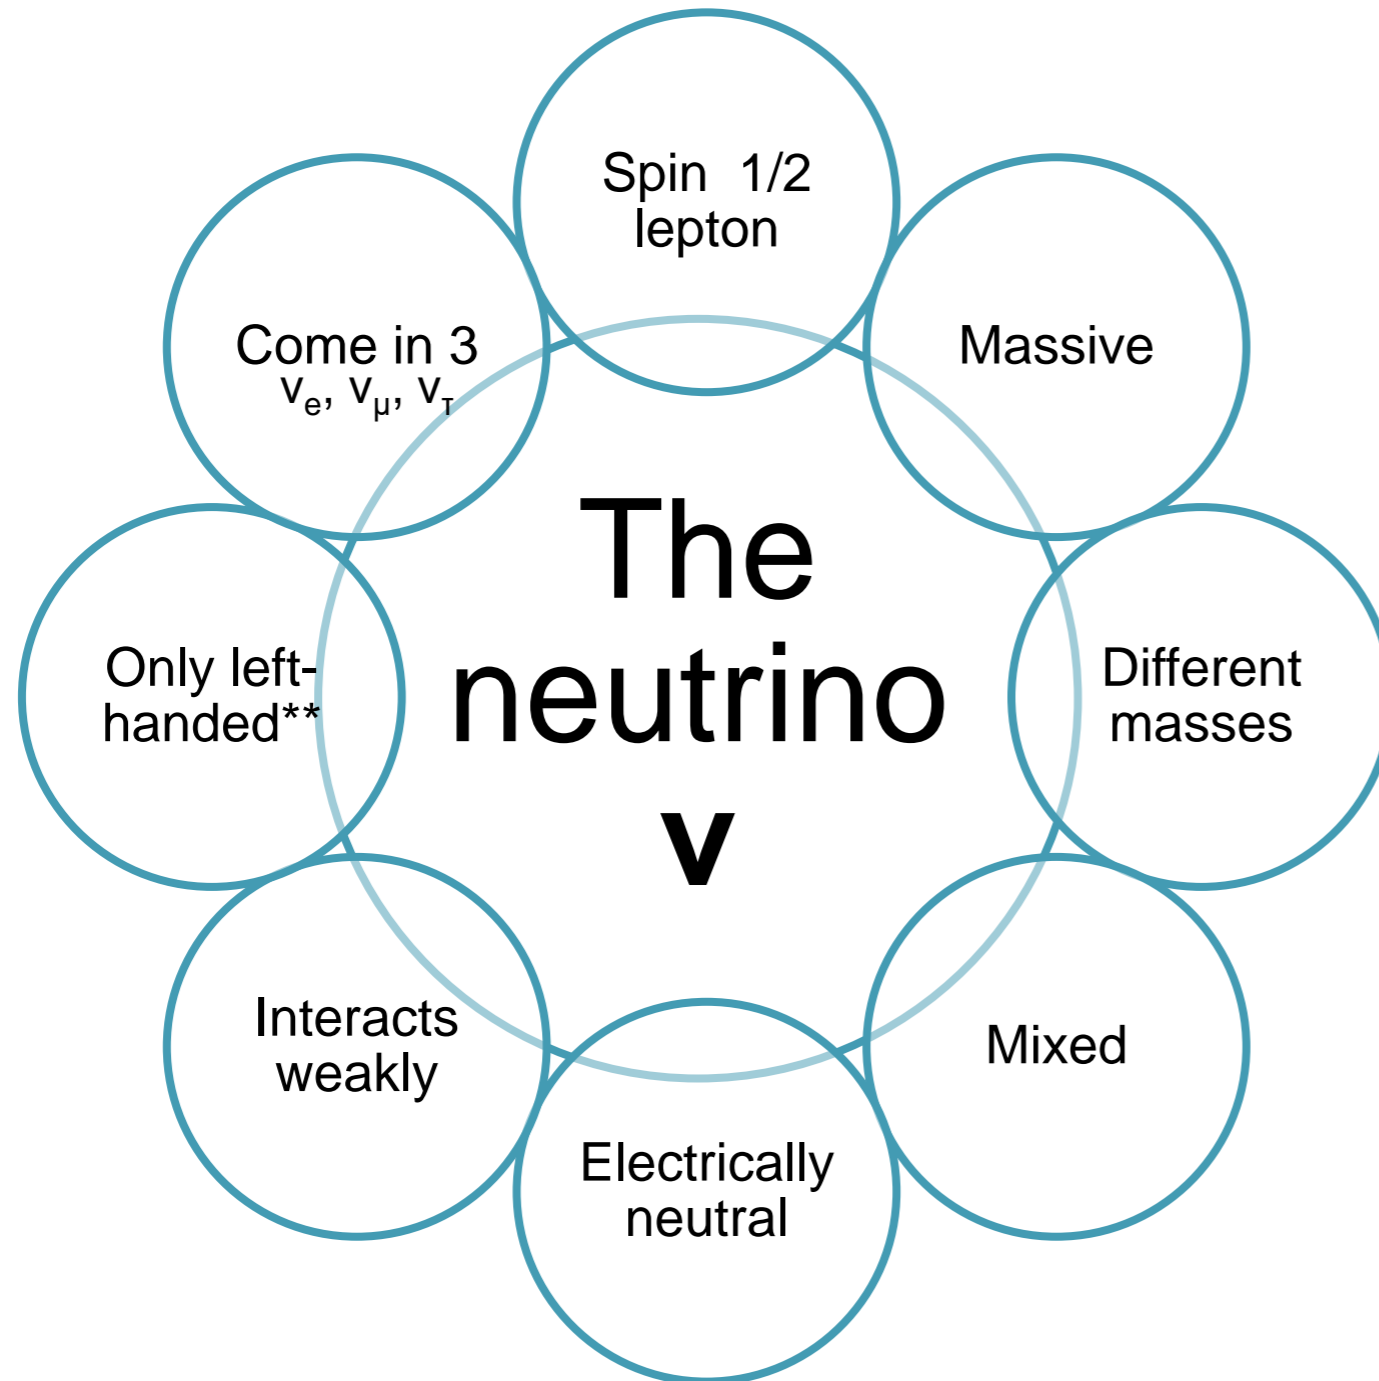 Spin 1/2
lepton
Come in 3
νe, νμ, ντ
Massive
The
neutrino
ν
Only left-
handed**
Different
masses
Interacts
weakly
Mixed
Electrically
neutral